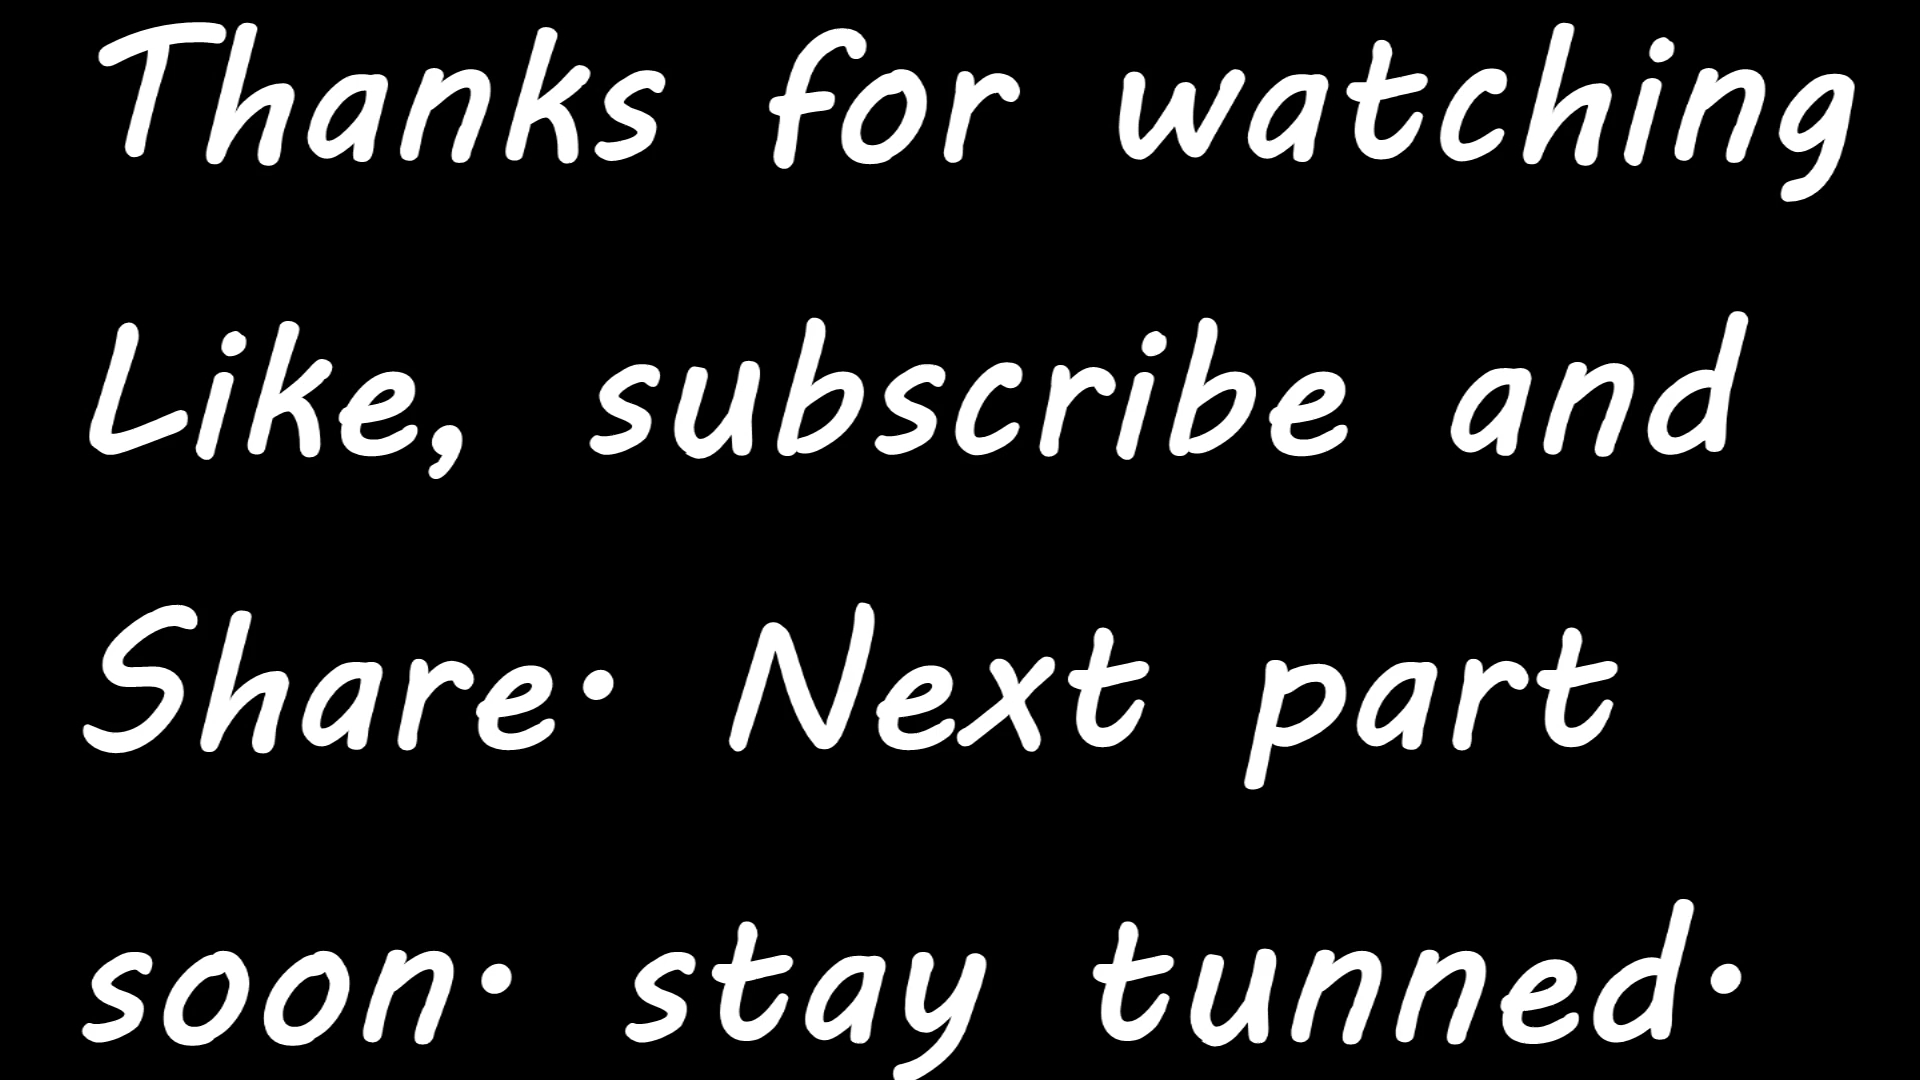 Thanks for watching
Like, subscribe and
Share. Next part
soon. stay tunned.